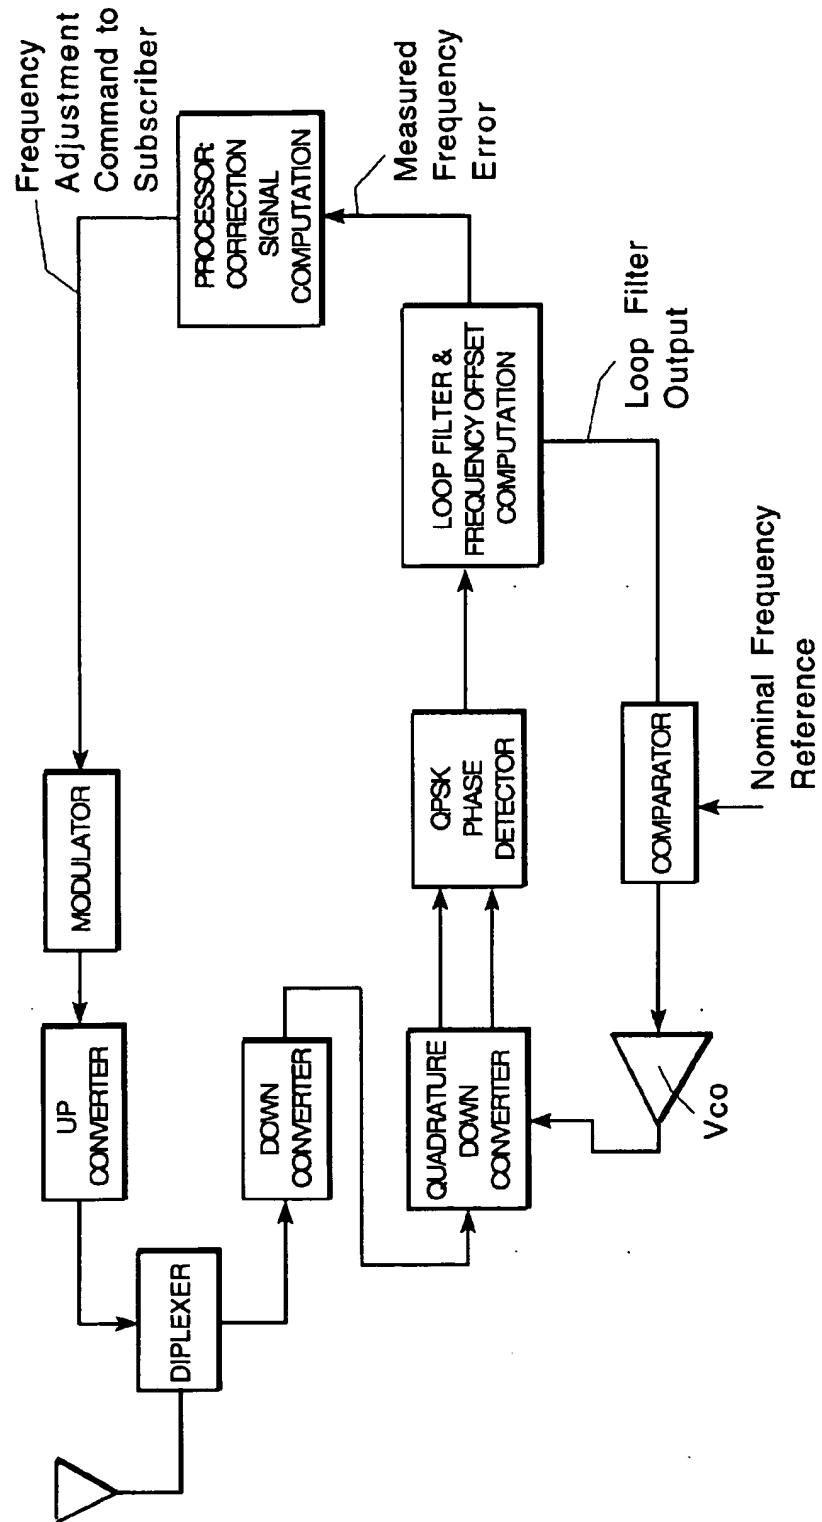 Frequency
Adjustment
Command to
Subscriber
PROCESSOR:
CORRECTION
SIGNAL
COMPUTATION
Measured
Frequency
Error
MODULATOR
UP
CONVERTER
DIPLEXER
DOWN
CONVERTER
QUADRATURE
DOWN
CONVERTER
QPSK
PHASE
DETECTOR
LOOP FILTER &
FREQUENCY OFFSET
COMPUTATION
Loop Filter
Output
COMPARATOR
Nominal Frequency
Reference
Vco